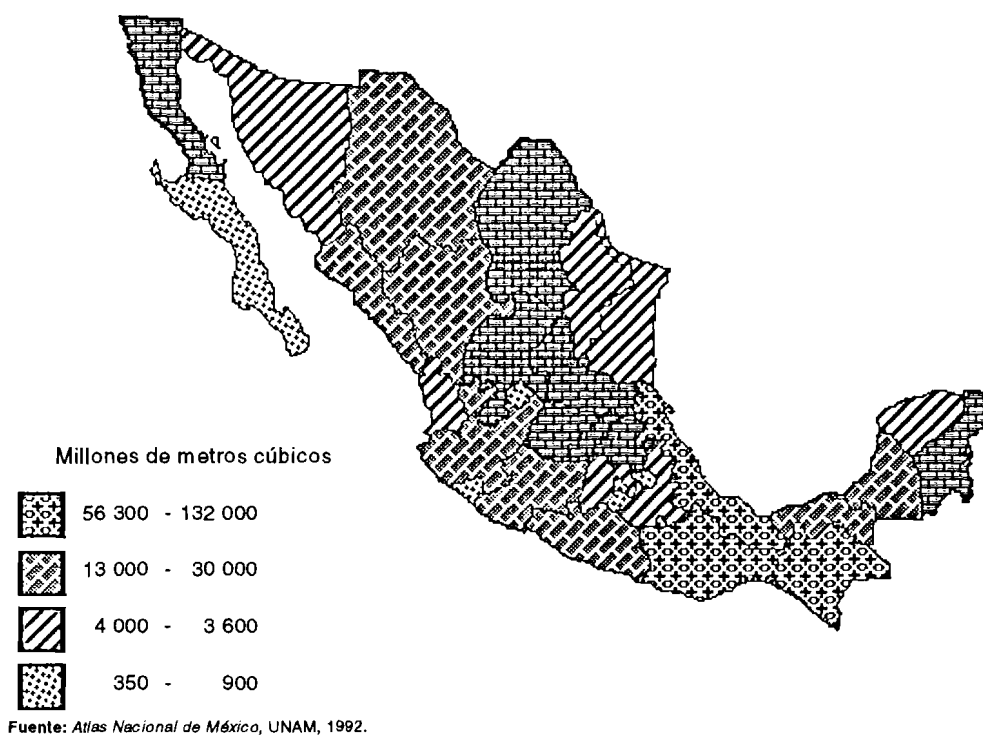 Millones de metros cúbicos
56 300 - 132 000
13 000 - 30 000
4 000 - 3 600
350 - 900
Fuente: Atlas Nacional de México, UNAM, 1992.